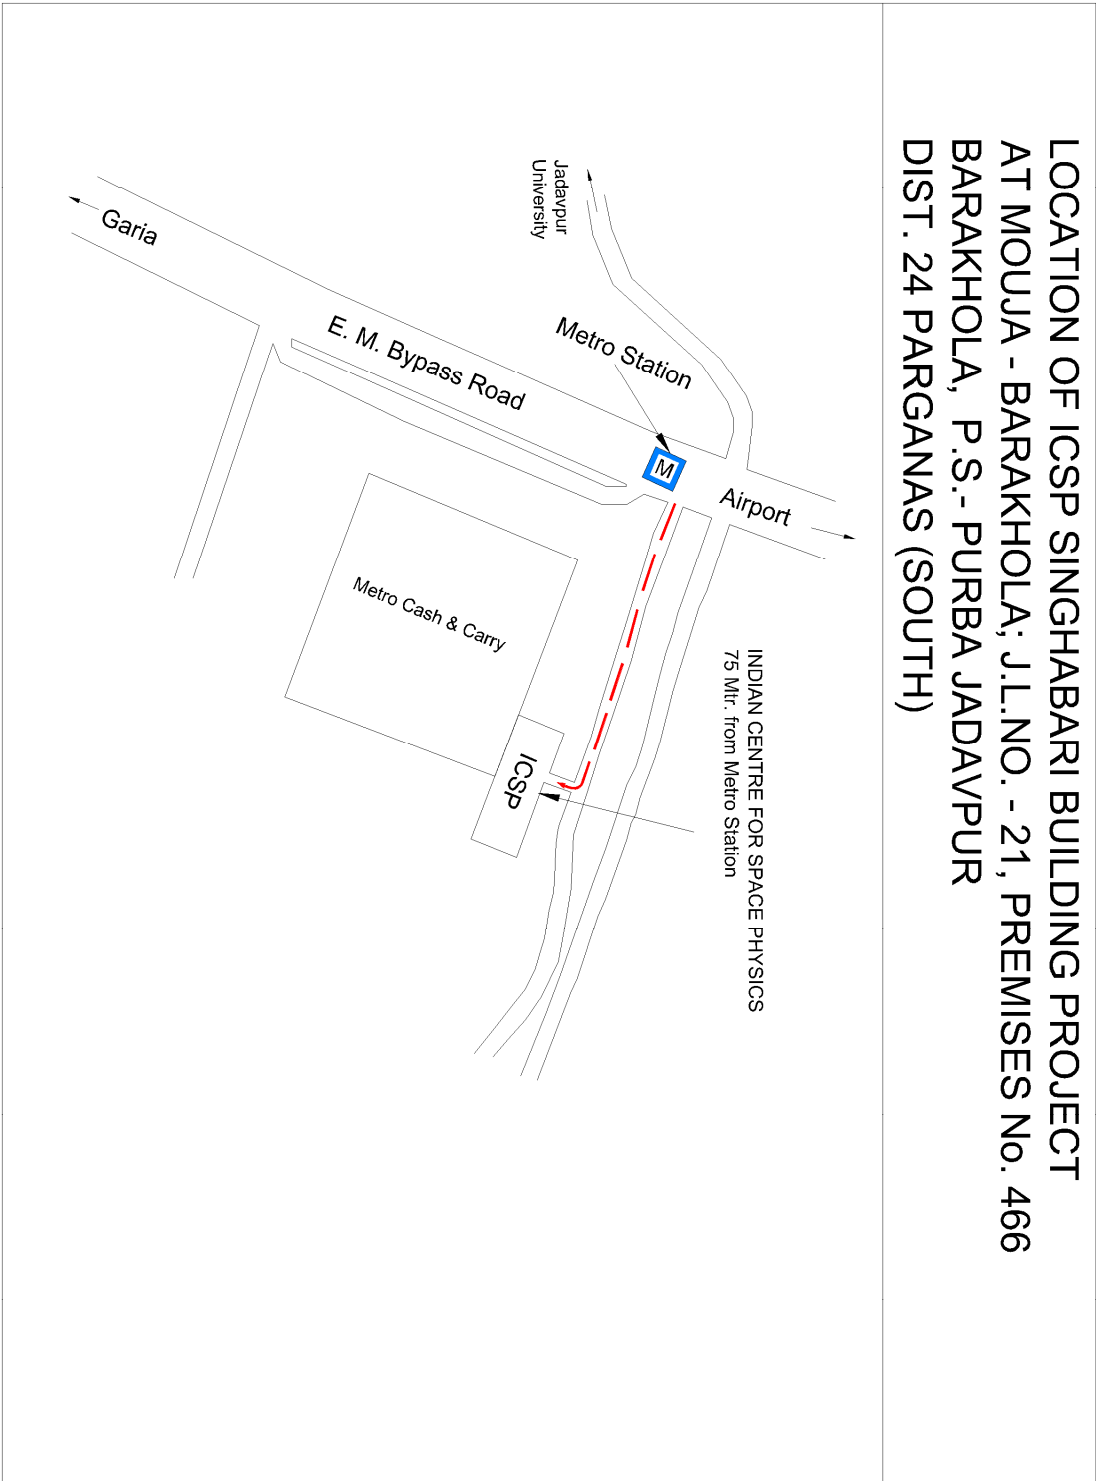 LOCATION OF ICSP SINGHABARI BUILDING PROJECT
AT MOUJA - BARAKHOLA; J.L.NO. - 21, PREMISES No. 466
BARAKHOLA, P.S.- PURBA JADAVPUR
DIST. 24 PARGANAS (SOUTH)
Airport
INDIAN CENTRE FOR SPACE PHYSICS
75 Mtr. from Metro Station
M
Metro Station
Jadavpur
University
ICSP
E. M. Bypass Road
Metro Cash & Carry
Garia